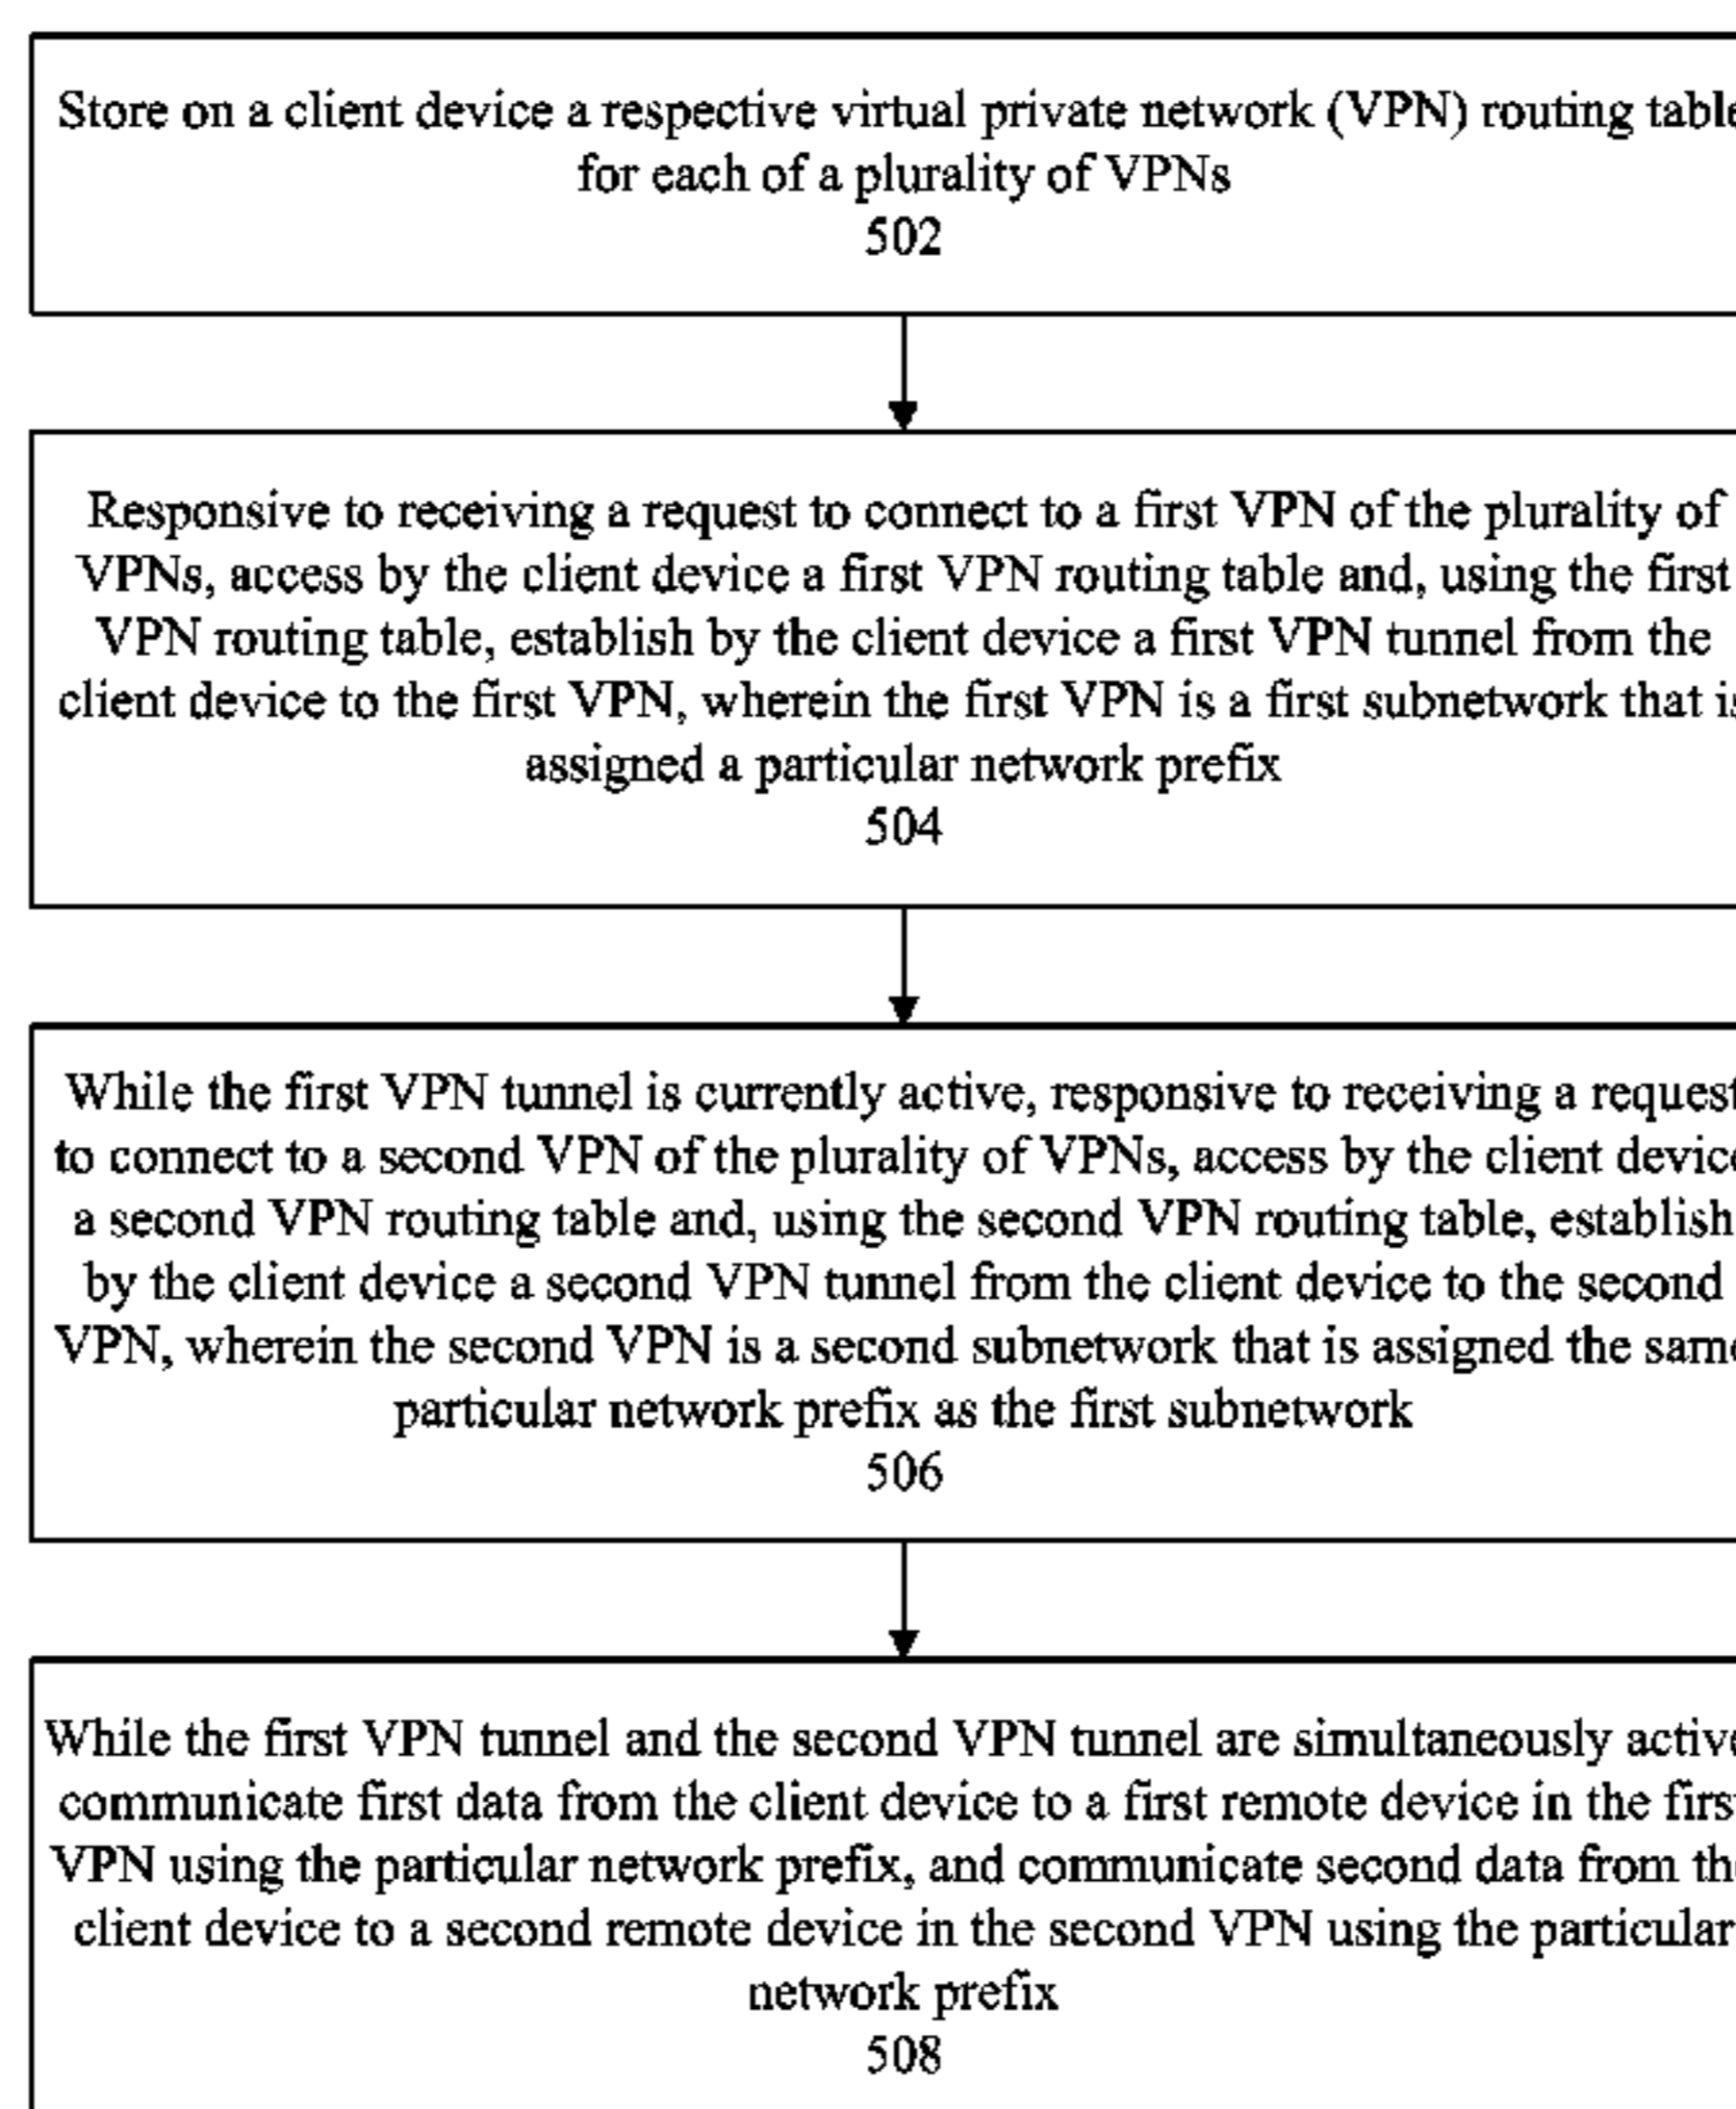 Store on a client device a respective virtual private network (VPN) routing table
for each of a plurality of VPNs
502
Responsive to receiving a request to connect to a first VPN of the plurality of
VPNs, access by the client device a first VPN routing table and, using the first
VPN routing table, establish by the client device a first VPN tunnel from the
client device to the first VPN, wherein the first VPN is a first subnetwork that is
assigned a particular network prefix
504
While the first VPN tunnel is currently active, responsive to receiving a request
to connect to a second VPN of the plurality of VPNs, access by the client device
a second VPN routing table and, using the second VPN routing table, establish
by the client device a second VPN tunnel from the client device to the second
VPN, wherein the second VPN is a second subnetwork that is assigned the same
particular network prefix as the first subnetwork
506
While the first VPN tunnel and the second VPN tunnel are simultaneously active
communicate first data from the client device to a first remote device in the first
VPN using the particular network prefix, and communicate second data from the
client device to a second remote device in the second VPN using the particular
network prefix
508